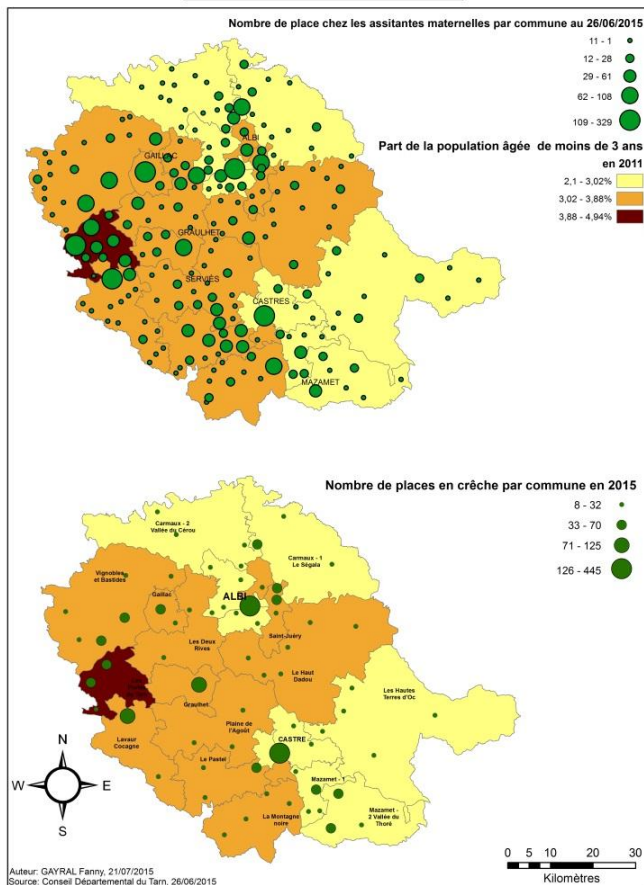 Nombre de place chez les assitantes maternelles par commune au 26/06/2015
11 - 1
12 - 28
29 - 61
62 - 108
109 - 329
Part de la population âgée de moins de 3 ans
en 2011
2,1 - 3,02%
3,02 - 3,88%
3,88 - 4,94%
ALBI
GAILLAC
GRAULHET
SERVIÈS
CASTRES
MAZAMET
Nombre de places en crêche par commune en 2015
8 - 32
33 - 70
71 - 125
126 - 445
Carmaux - 2
Vallée du Cérou
Carmaux - 1
Le Ségala
Vignobles
et Bastides
Gaillac
ALBI
Saint-Juéry
Les Deux
Rives
Le Haut
Dadou
Les Hautes
Terres d'Oc
Graulhet
Plaine de
l'Agoût
Lavaur
Cocagne
CASTRE
Le Pastel
Mazamet - 1
Mazamet -
2 Vallée du
Thoré
La Montagne
noire
N
W
E
S
0 5 10 20 30
Kilomètres
Auteur: GAYRAL Fanny, 21/07/2015
Source: Conseil Départemental du Tarn, 26/06/2015